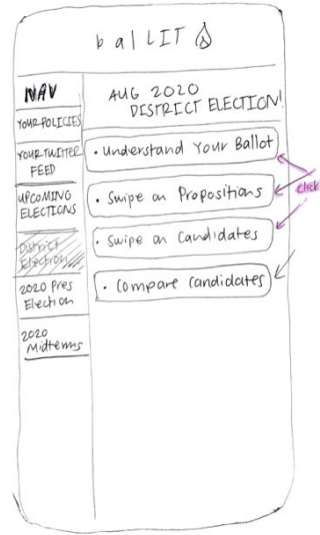 balLIT
NAV
YOUR POLICIES
YOUR TWITTER
FEED
UPCOMING
ELECTIONS
District
Election
2020 Pres
Election
2020
Midterms
AUG 2020
DISTRICT ELECTION!
• Understand Your Ballot
• Swipe on Propositions
• Swipe on Candidates
• Compare Candidates
click